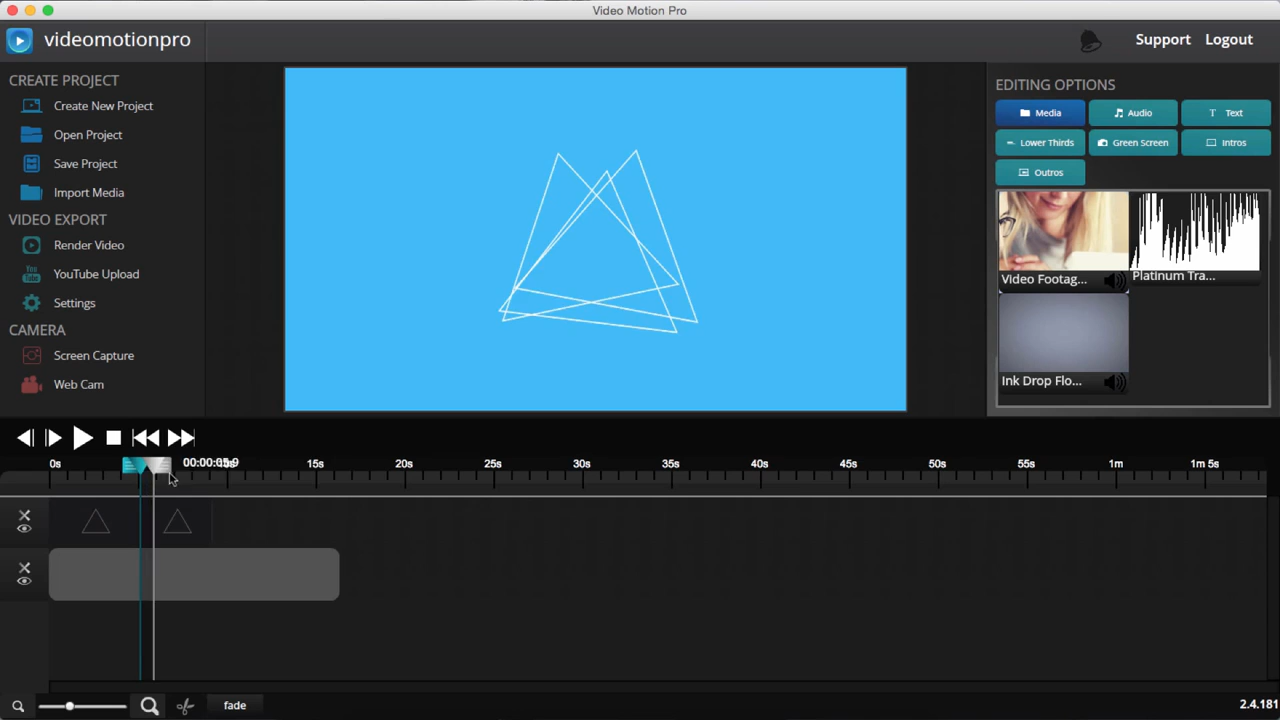 Video Motion Pro
videomotionpro
Support Logout
CREATE PROJECT
Create New Project
Open Project
Save Project
Import Media
VIDEO EXPORT
Render Video
You
Tube
YouTube Upload
Settings
CAMERA
Screen Capture
Web Cam
EDITING OPTIONS
Media Audio T Text
Lower Thirds Green Screen Intros
Outros
Video Footag... Platinum Tra...
Ink Drop Flo...
0s 00:00:05.9 15s 20s 25s 30s 35s 40s 45s 50s 55s 1m 1m 5s
fade
2.4.181